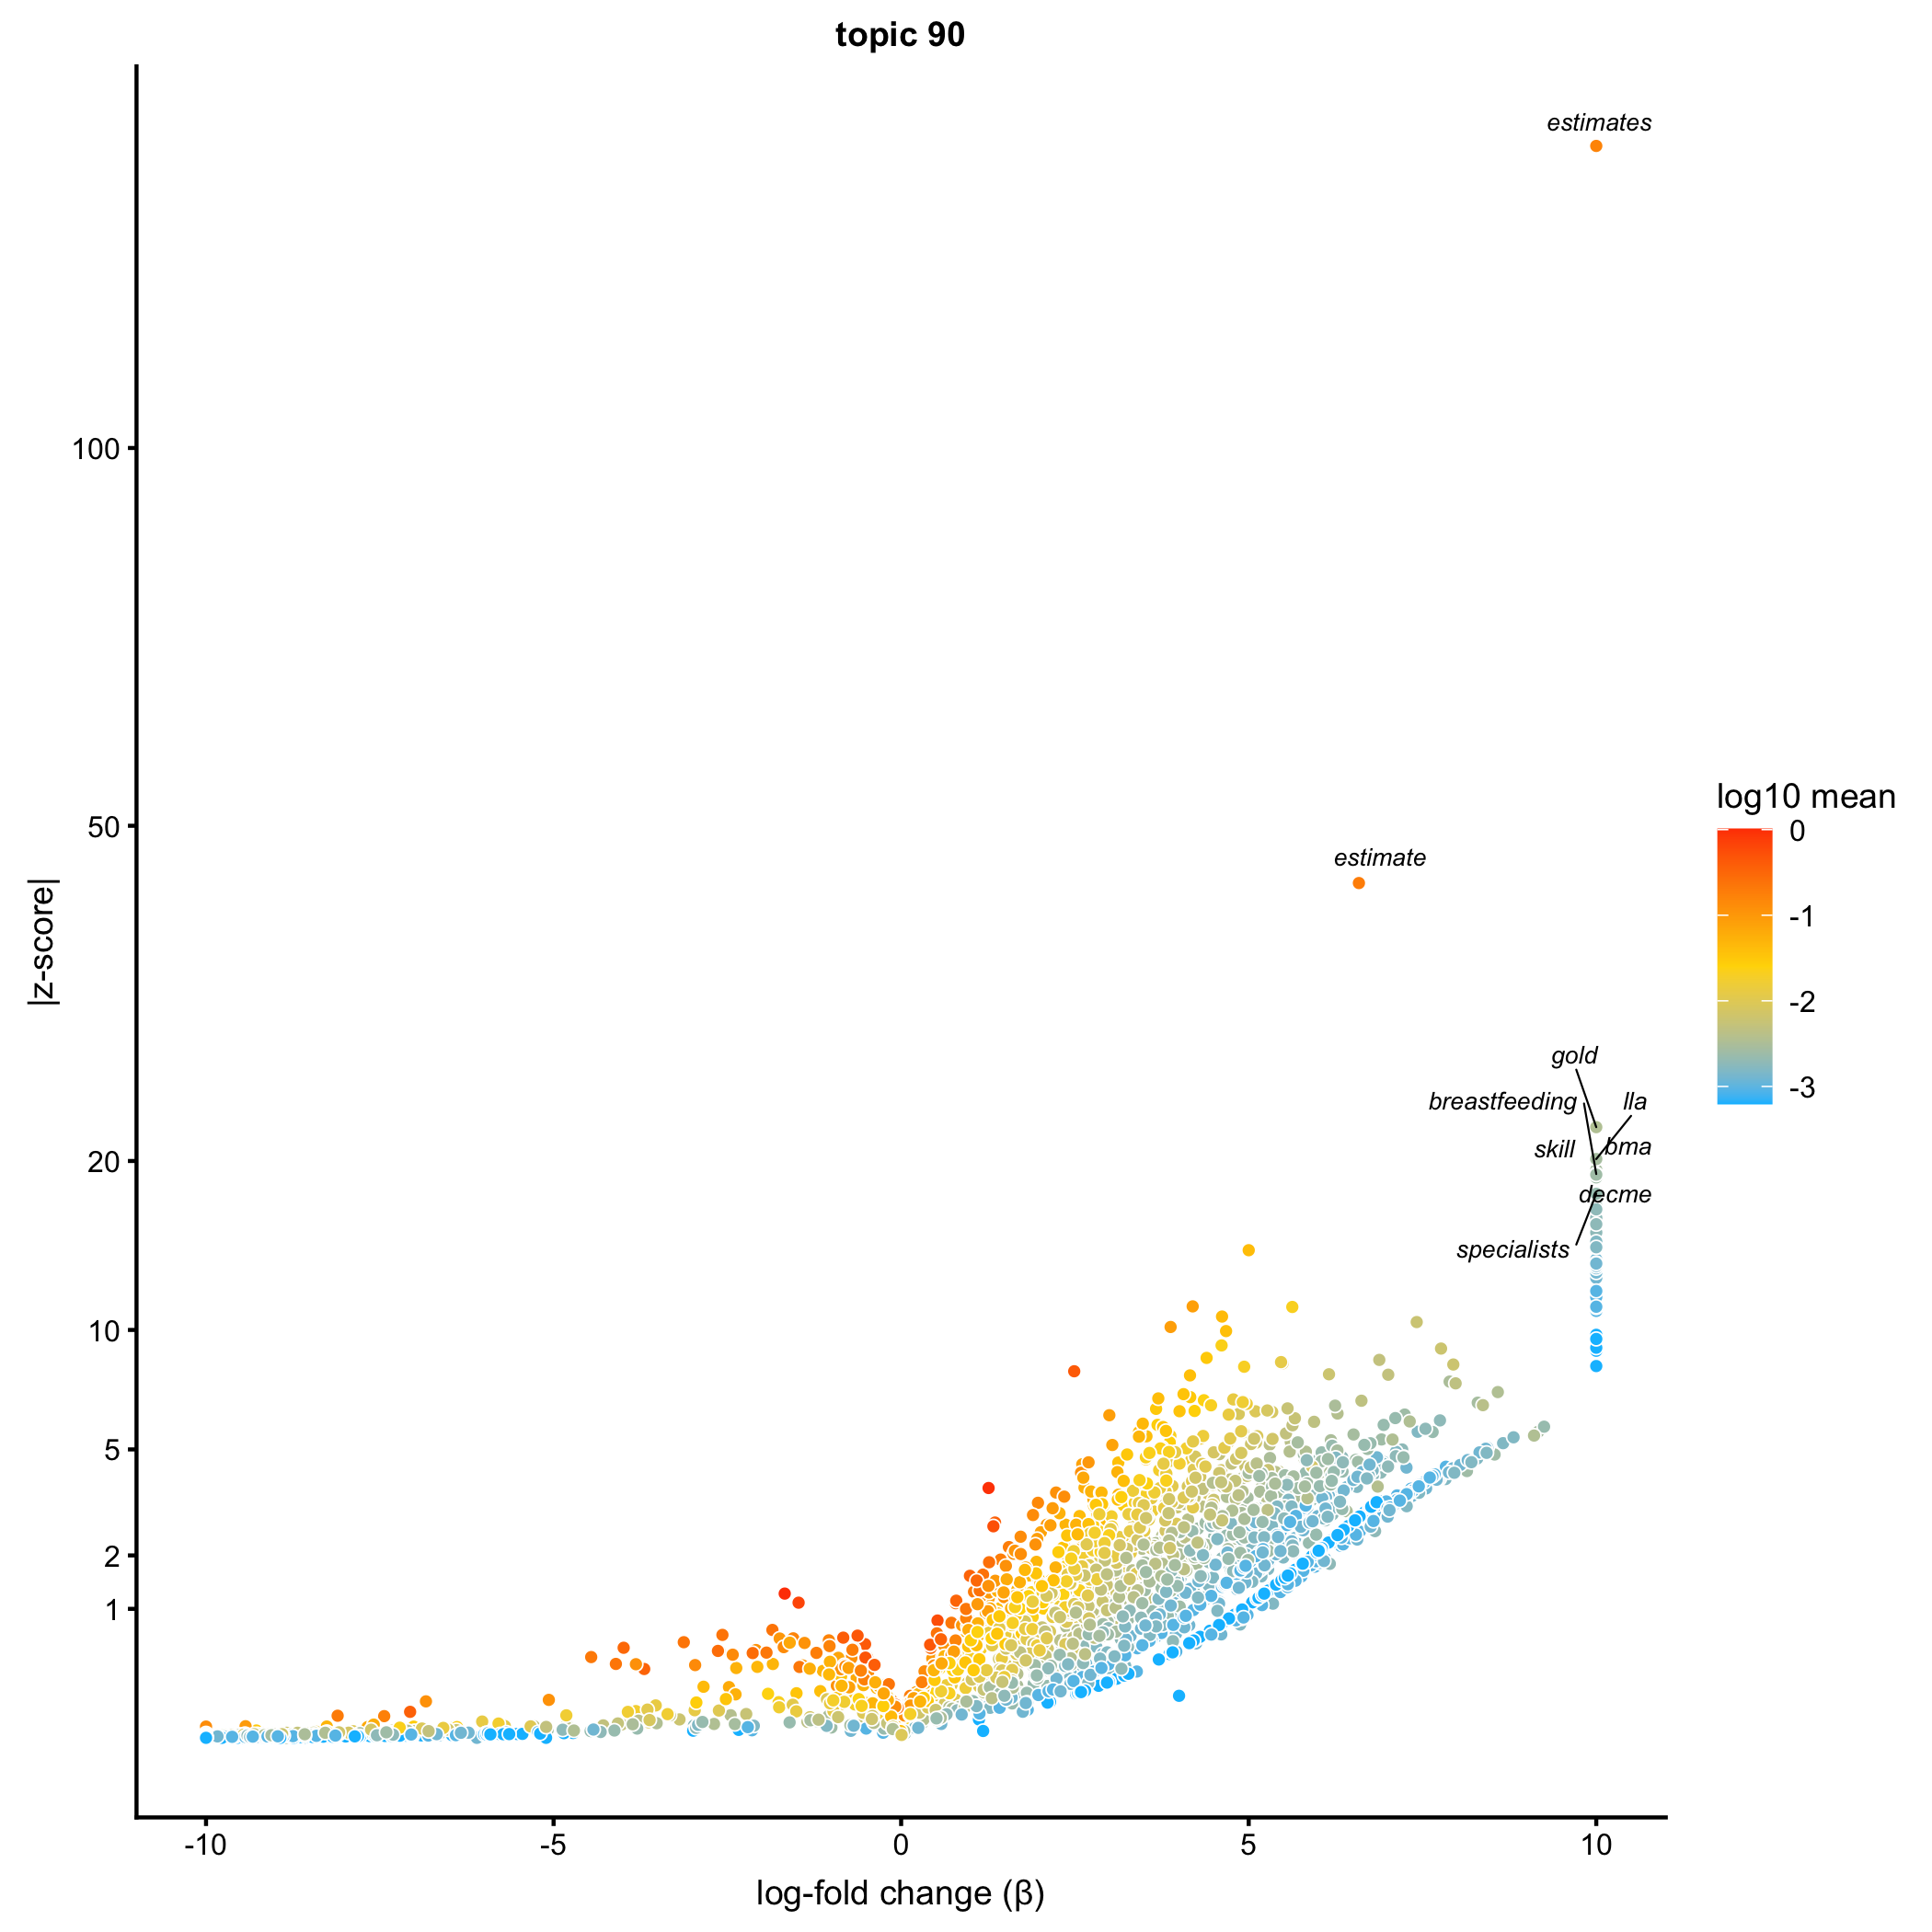 topic 90
estimates
100
50
estimate
|z-score|
log10 mean
0
-1
-2
-3
gold
breastfeeding
lla
skill
bma
20
decme
specialists
10
5
2
1
-10
-5
0
5
10
log-fold change (β)